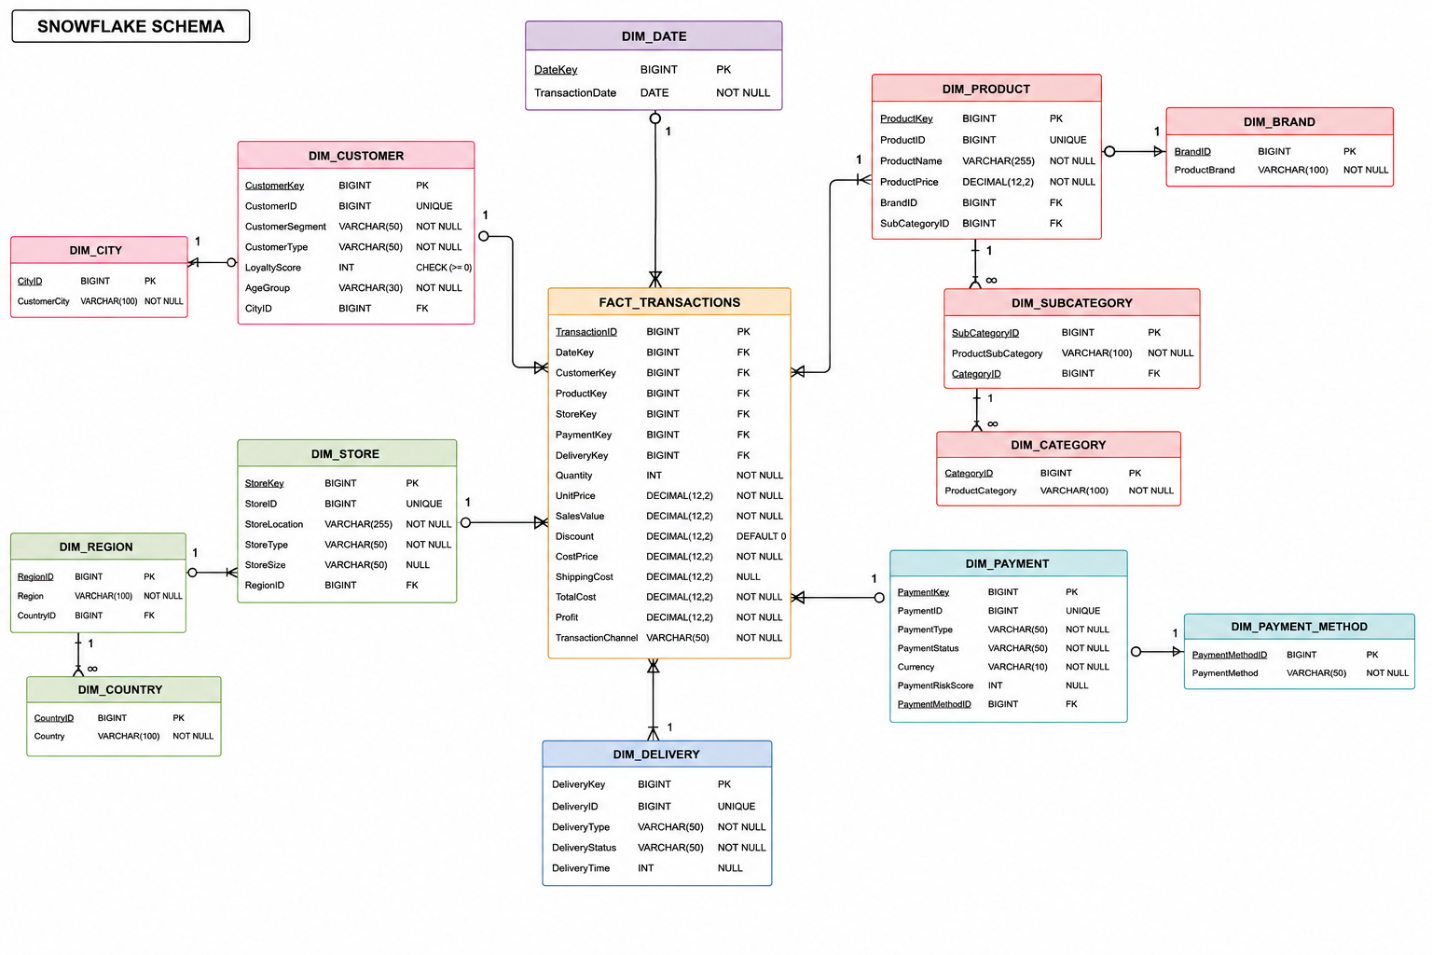 SNOWFLAKE SCHEMA
DIM_DATE
DateKey BIGINT PK
TransactionDate DATE NOT NULL
1
DIM_CUSTOMER
CustomerKey BIGINT PK
CustomerID BIGINT UNIQUE
CustomerSegment VARCHAR(50) NOT NULL
CustomerType VARCHAR(50) NOT NULL
LoyaltyScore INT CHECK (>= 0)
AgeGroup VARCHAR(30) NOT NULL
CityID BIGINT FK
1
DIM_CITY
CityID BIGINT PK
CustomerCity VARCHAR(100) NOT NULL
1
DIM_PRODUCT
ProductKey BIGINT PK
ProductID BIGINT UNIQUE
ProductName VARCHAR(255) NOT NULL
ProductPrice DECIMAL(12,2) NOT NULL
BrandID BIGINT FK
SubCategoryID BIGINT FK
1
1
DIM_BRAND
BrandID BIGINT PK
ProductBrand VARCHAR(100) NOT NULL
1
∞
DIM_SUBCATEGORY
SubCategoryID BIGINT PK
ProductSubCategory VARCHAR(100) NOT NULL
CategoryID BIGINT FK
1
∞
DIM_CATEGORY
CategoryID BIGINT PK
ProductCategory VARCHAR(100) NOT NULL
FACT_TRANSACTIONS
TransactionID BIGINT PK
DateKey BIGINT FK
CustomerKey BIGINT FK
ProductKey BIGINT FK
StoreKey BIGINT FK
PaymentKey BIGINT FK
DeliveryKey BIGINT FK
Quantity INT NOT NULL
UnitPrice DECIMAL(12,2) NOT NULL
SalesValue DECIMAL(12,2) NOT NULL
Discount DECIMAL(12,2) DEFAULT 0
CostPrice DECIMAL(12,2) NOT NULL
ShippingCost DECIMAL(12,2) NULL
TotalCost DECIMAL(12,2) NOT NULL
Profit DECIMAL(12,2) NOT NULL
TransactionChannel VARCHAR(50) NOT NULL
DIM_STORE
StoreKey BIGINT PK
StoreID BIGINT UNIQUE
StoreLocation VARCHAR(255) NOT NULL
StoreType VARCHAR(50) NOT NULL
StoreSize VARCHAR(50) NULL
RegionID BIGINT FK
1
1
DIM_REGION
RegionID BIGINT PK
Region VARCHAR(100) NOT NULL
CountryID BIGINT FK
1
∞
DIM_COUNTRY
CountryID BIGINT PK
Country VARCHAR(100) NOT NULL
1
DIM_PAYMENT
PaymentKey BIGINT PK
PaymentID BIGINT UNIQUE
PaymentType VARCHAR(50) NOT NULL
PaymentStatus VARCHAR(50) NOT NULL
Currency VARCHAR(10) NOT NULL
PaymentRiskScore INT NULL
PaymentMethodID BIGINT FK
1
DIM_PAYMENT_METHOD
PaymentMethodID BIGINT PK
PaymentMethod VARCHAR(50) NOT NULL
1
DIM_DELIVERY
DeliveryKey BIGINT PK
DeliveryID BIGINT UNIQUE
DeliveryType VARCHAR(50) NOT NULL
DeliveryStatus VARCHAR(50) NOT NULL
DeliveryTime INT NULL